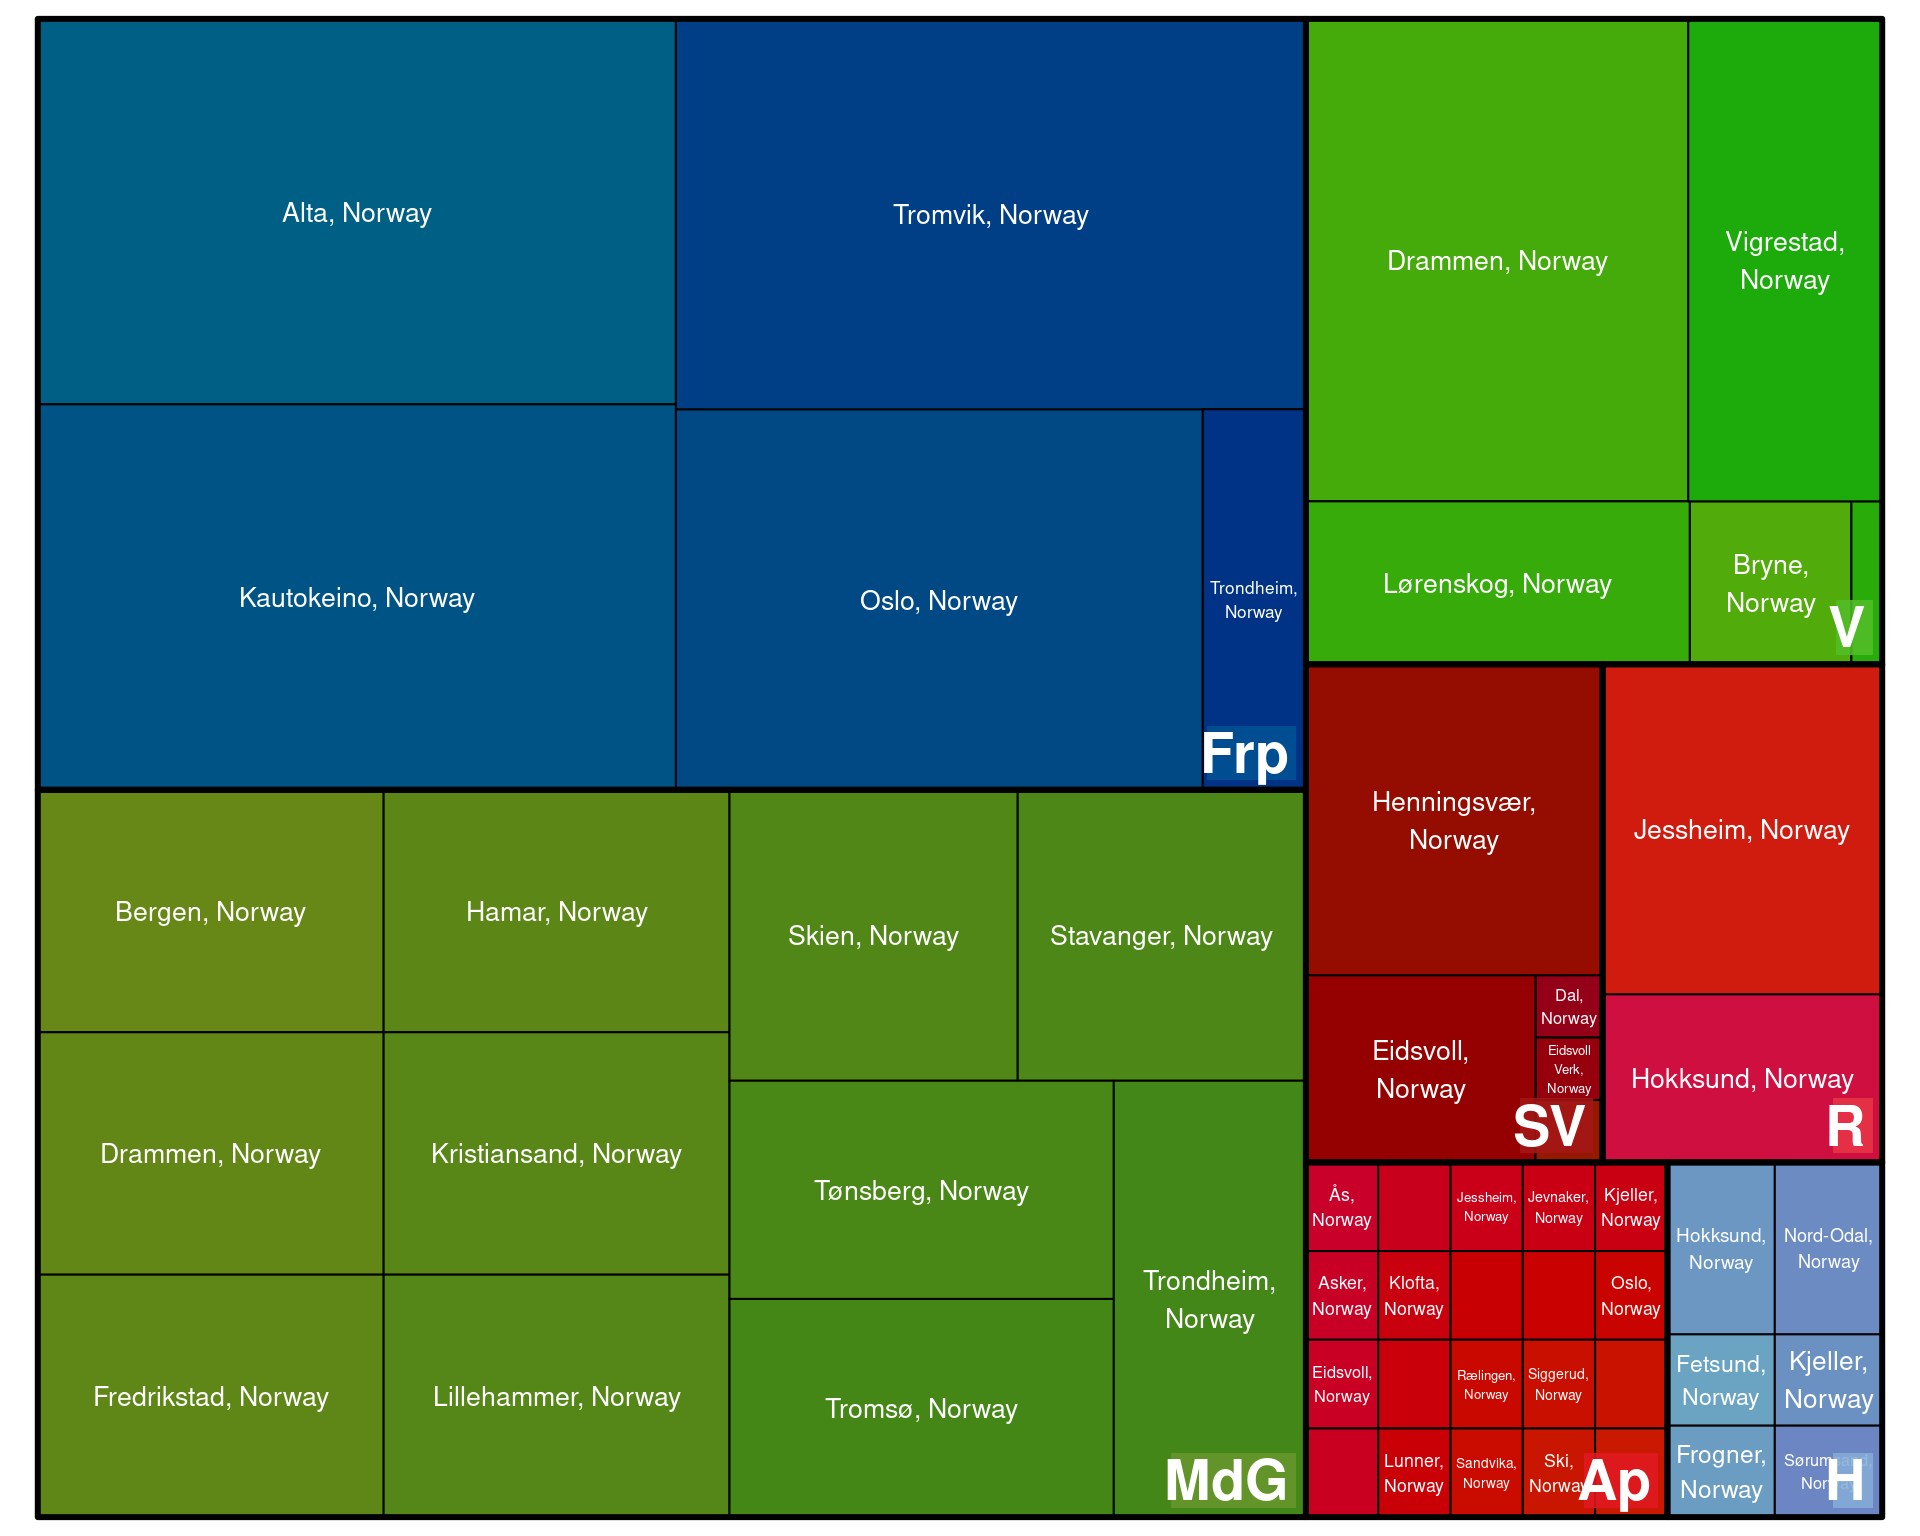 Alta, Norway
Tromvik, Norway
Kautokeino, Norway
Oslo, Norway
Trondheim,
Norway
Frp
Drammen, Norway
Vigrestad,
Norway
Lørenskog, Norway
Bryne,
Norway
V
Bergen, Norway
Hamar, Norway
Skien, Norway
Stavanger, Norway
Drammen, Norway
Kristiansand, Norway
Tønsberg, Norway
Trondheim,
Norway
Fredrikstad, Norway
Lillehammer, Norway
Tromsø, Norway
MdG
Henningsvær,
Norway
Eidsvoll,
Norway
Dal,
Norway
Eidsvoll
Verk,
Norway
SV
Jessheim, Norway
Hokksund, Norway
R
Ås,
Norway
Jessheim,
Norway
Jevnaker,
Norway
Kjeller,
Norway
Asker,
Norway
Klofta,
Norway
Oslo,
Norway
Eidsvoll,
Norway
Rælingen,
Norway
Siggerud,
Norway
Lunner,
Norway
Sandvika,
Norway
Ski,
Norway
Ap
Hokksund,
Norway
Nord-Odal,
Norway
Fetsund,
Norway
Kjeller,
Norway
Frogner,
Norway
Sørumsand,
Norway
H